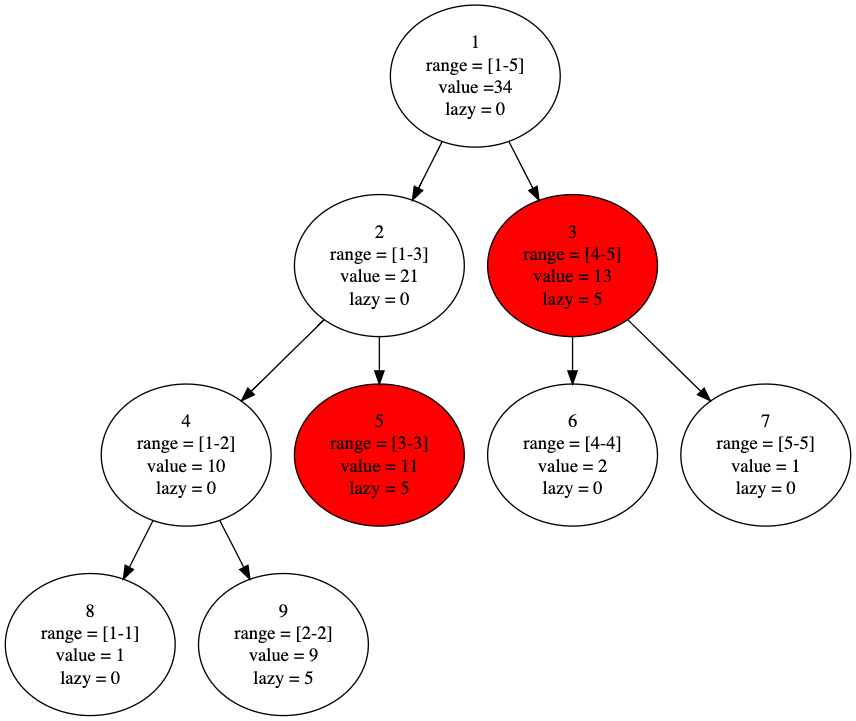 1
range = [1-5]
value =34
lazy = 0
2
range = [1-3]
value = 21
lazy = 0
3
range = [4-5]
value = 13
lazy = 5
4
range = [1-2]
value = 10
lazy = 0
5
range = [3-3]
value = 11
lazy = 5
6
range = [4-4]
value = 2
lazy = 0
7
range = [5-5]
value = 1
lazy = 0
8
range = [1-1]
value = 1
lazy = 0
9
range = [2-2]
value = 9
lazy = 5